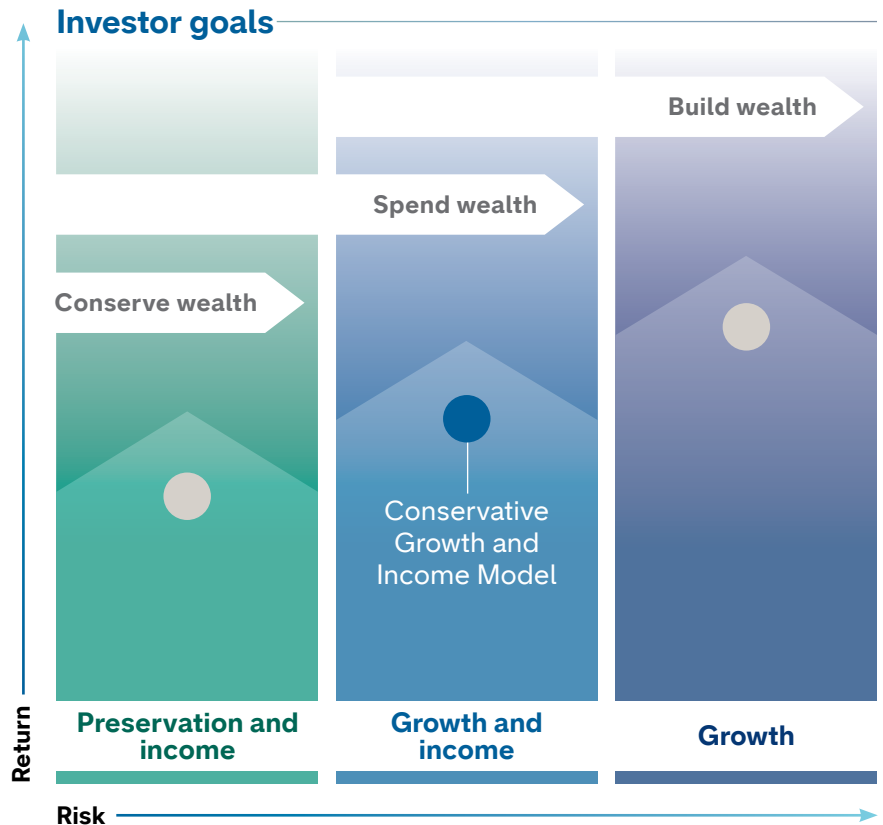 Investor goals
Build wealth
Spend wealth
Conserve wealth
Conservative
Growth and
Income Model
Return
Preservation and
income
Growth and
income
Growth
Risk